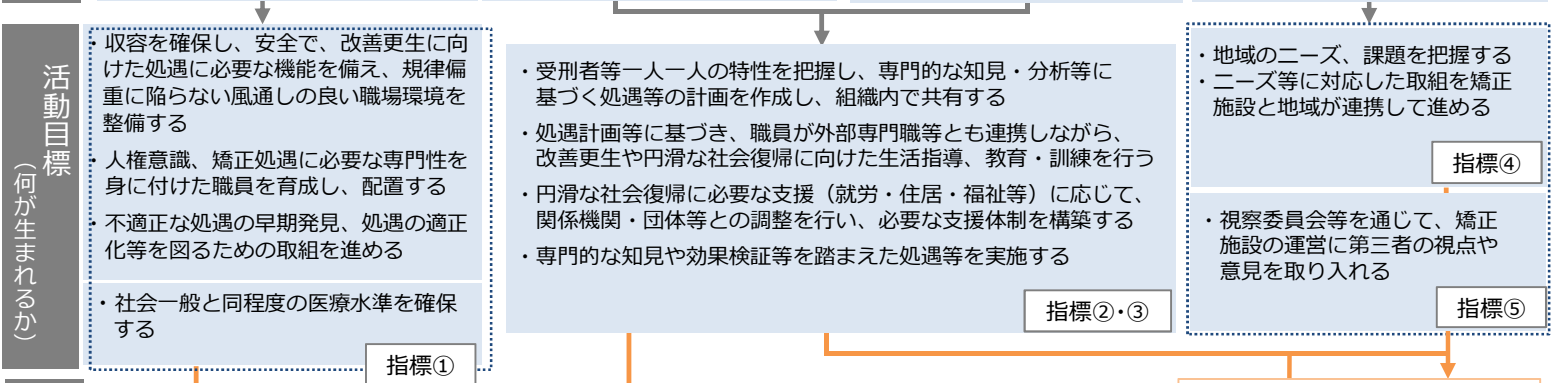 活動目標
（何が生まれるか）
・収容を確保し、安全で、改善更生に向
けた処遇に必要な機能を備え、規律偏
重に陥らない風通しの良い職場環境を
整備する
・人権意識、矯正処遇に必要な専門性を
身に付けた職員を育成し、配置する
・不適正な処遇の早期発見、処遇の適正
化等を図るための取組を進める
・社会一般と同程度の医療水準を確保
する
指標①
・受刑者等一人一人の特性を把握し、専門的な知見・分析等に
基づく処遇等の計画を作成し、組織内で共有する
・処遇計画等に基づき、職員が外部専門職等とも連携しながら、
改善更生や円滑な社会復帰に向けた生活指導、教育・訓練を行う
・円滑な社会復帰に必要な支援（就労・住居・福祉等）に応じて、
関係機関・団体等との調整を行い、必要な支援体制を構築する
・専門的な知見や効果検証等を踏まえた処遇等を実施する
指標②・③
・地域のニーズ、課題を把握する
・ニーズ等に対応した取組を矯正
施設と地域が連携して進める
指標④
・視察委員会等を通じて、矯正
施設の運営に第三者の視点や
意見を取り入れる
指標⑤